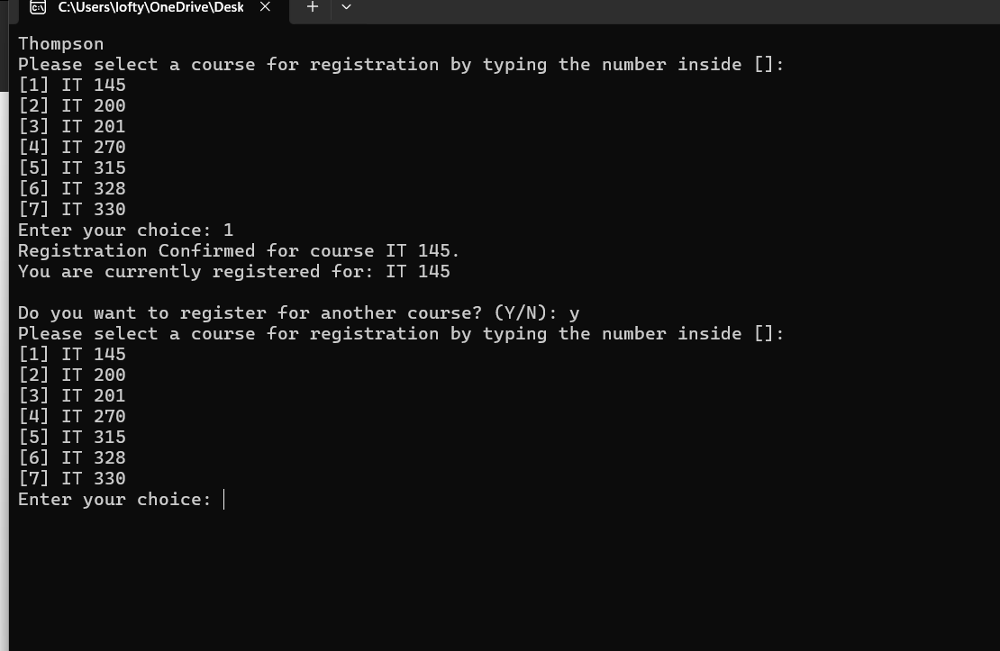 C:\Users\lofty\OneDrive\Desk
Thompson
Please select a course for registration by typing the number inside []:
[1] IT 145
[2] IT 200
[3] IT 201
[4] IT 270
[5] IT 315
[6] IT 328
[7] IT 330
Enter your choice: 1
Registration Confirmed for course IT 145.
You are currently registered for: IT 145
Do you want to register for another course? (Y/N): y
Please select a course for registration by typing the number inside []:
[1] IT 145
[2] IT 200
[3] IT 201
[4] IT 270
[5] IT 315
[6] IT 328
[7] IT 330
Enter your choice: